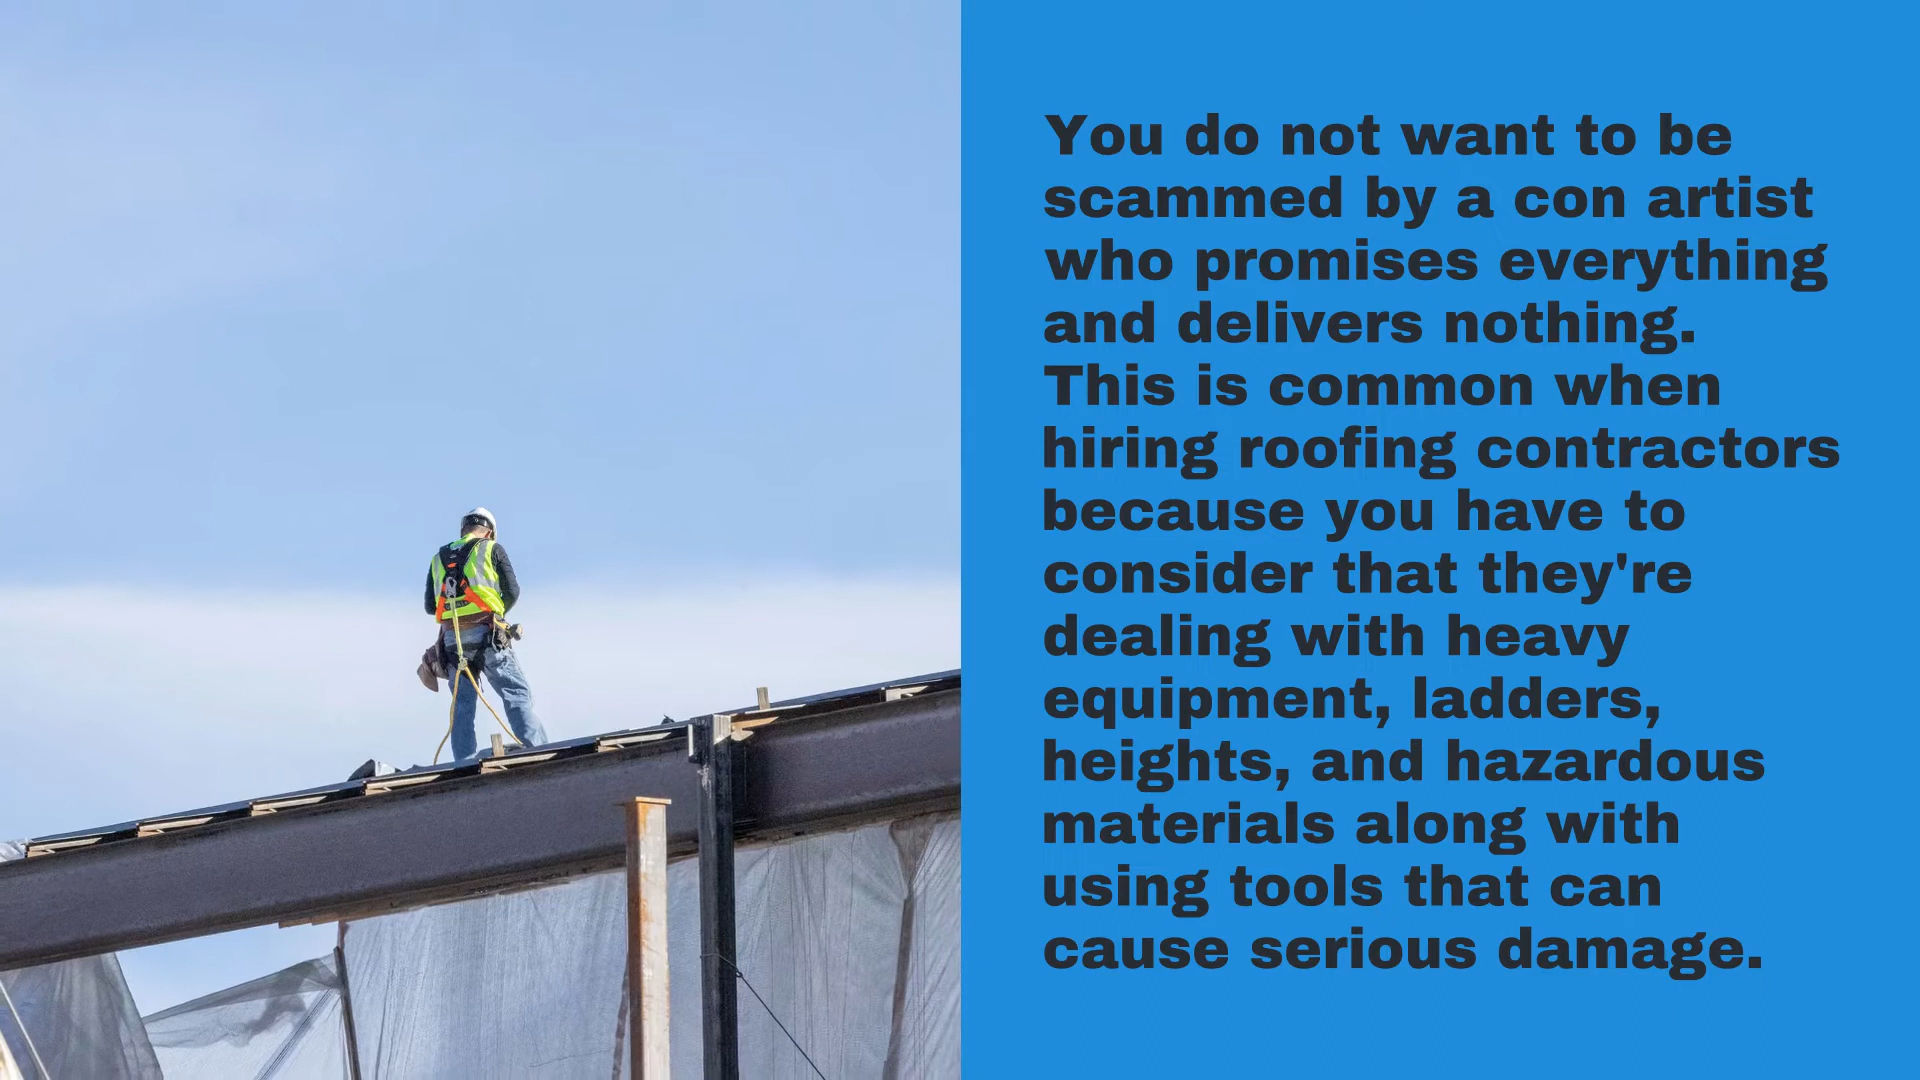 You do not want to be
scammed by a con artist
who promises everything
and delivers nothing.
This is common when
hiring roofing contractors
because you have to
consider that they're
dealing with heavy
equipment, ladders,
heights, and hazardous
materials along with
using tools that can
cause serious damage.